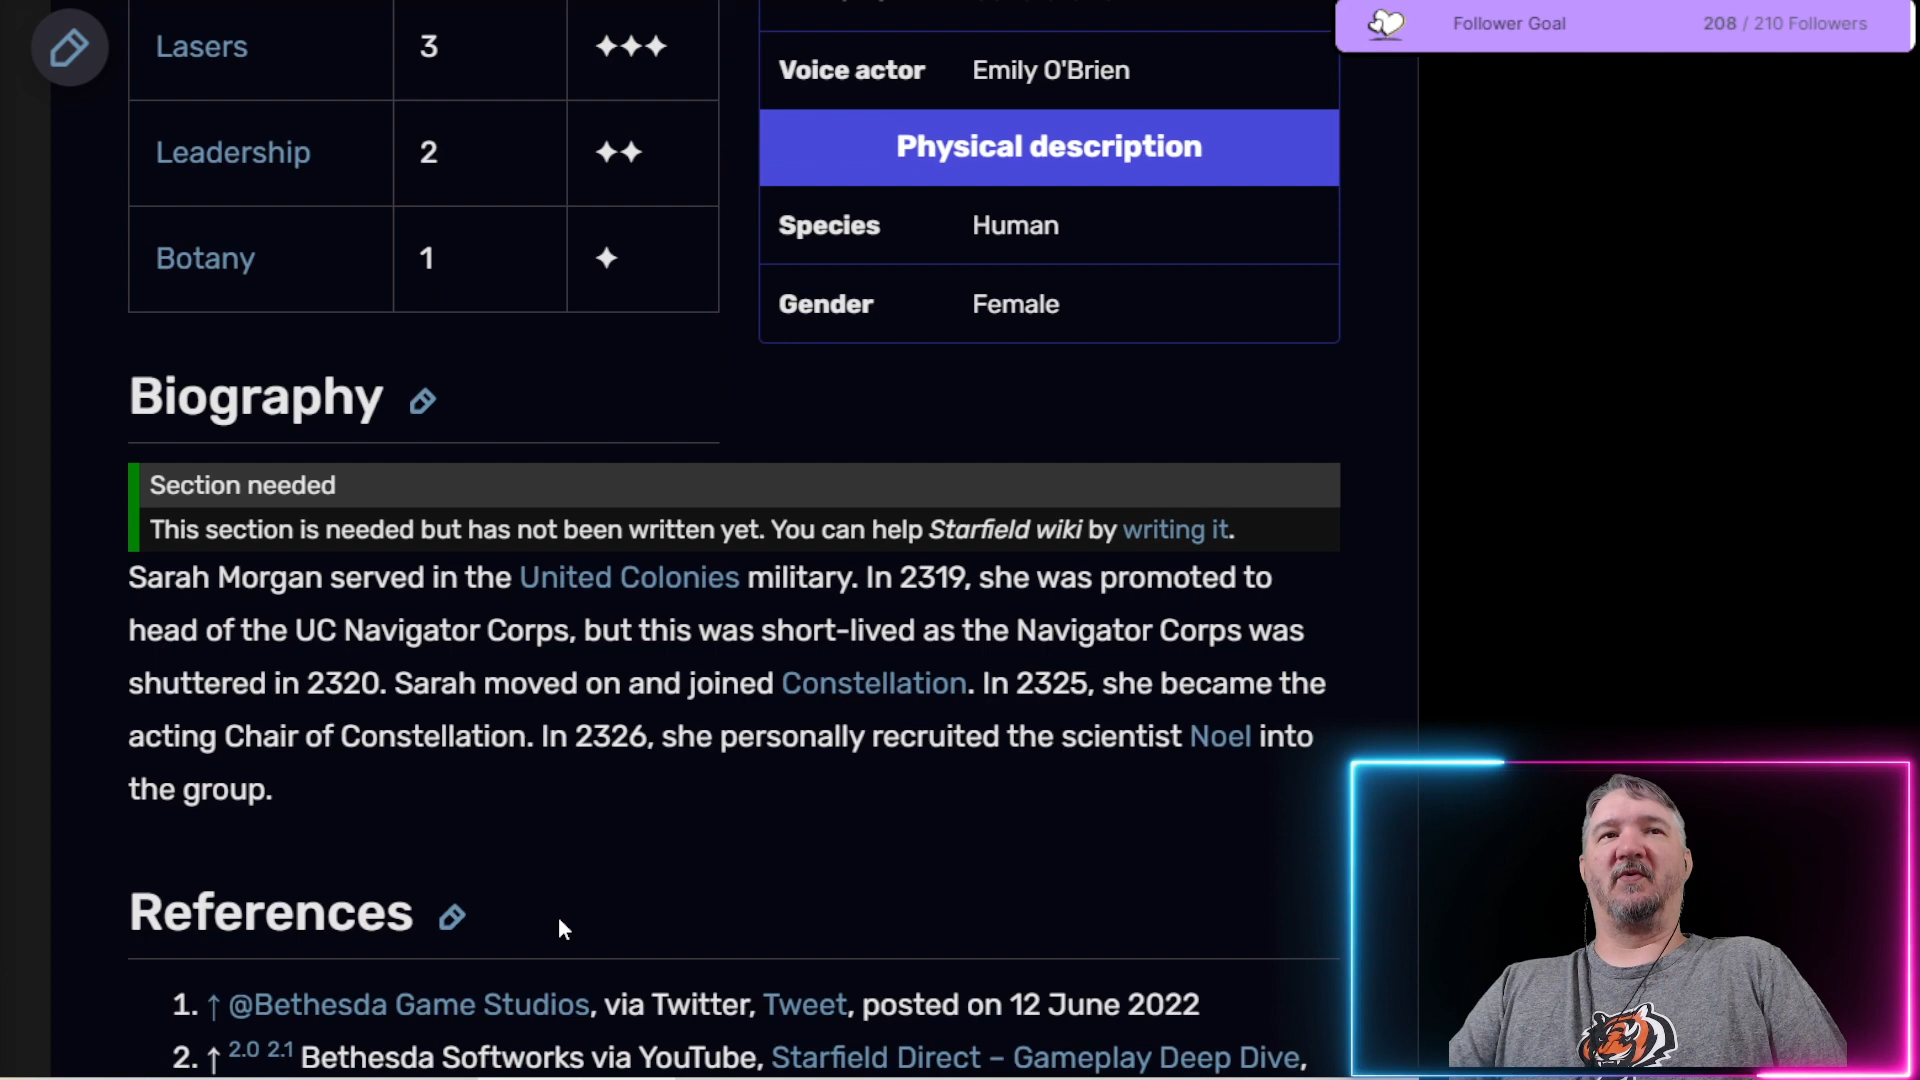 Follower Goal 208 / 210 Followers
Lasers 3 ✦✦✦
Leadership 2 ✦✦
Botany 1 ✦
Voice actor Emily O'Brien
Physical description
Species Human
Gender Female
Biography
Section needed
This section is needed but has not been written yet. You can help Starfield wiki by writing it.
Sarah Morgan served in the United Colonies military. In 2319, she was promoted to
head of the UC Navigator Corps, but this was short-lived as the Navigator Corps was
shuttered in 2320. Sarah moved on and joined Constellation. In 2325, she became the
acting Chair of Constellation. In 2326, she personally recruited the scientist Noel into
the group.
References
1. ↑ @Bethesda Game Studios, via Twitter, Tweet, posted on 12 June 2022
2. ↑ 2.0 2.1 Bethesda Softworks via YouTube, Starfield Direct – Gameplay Deep Dive,